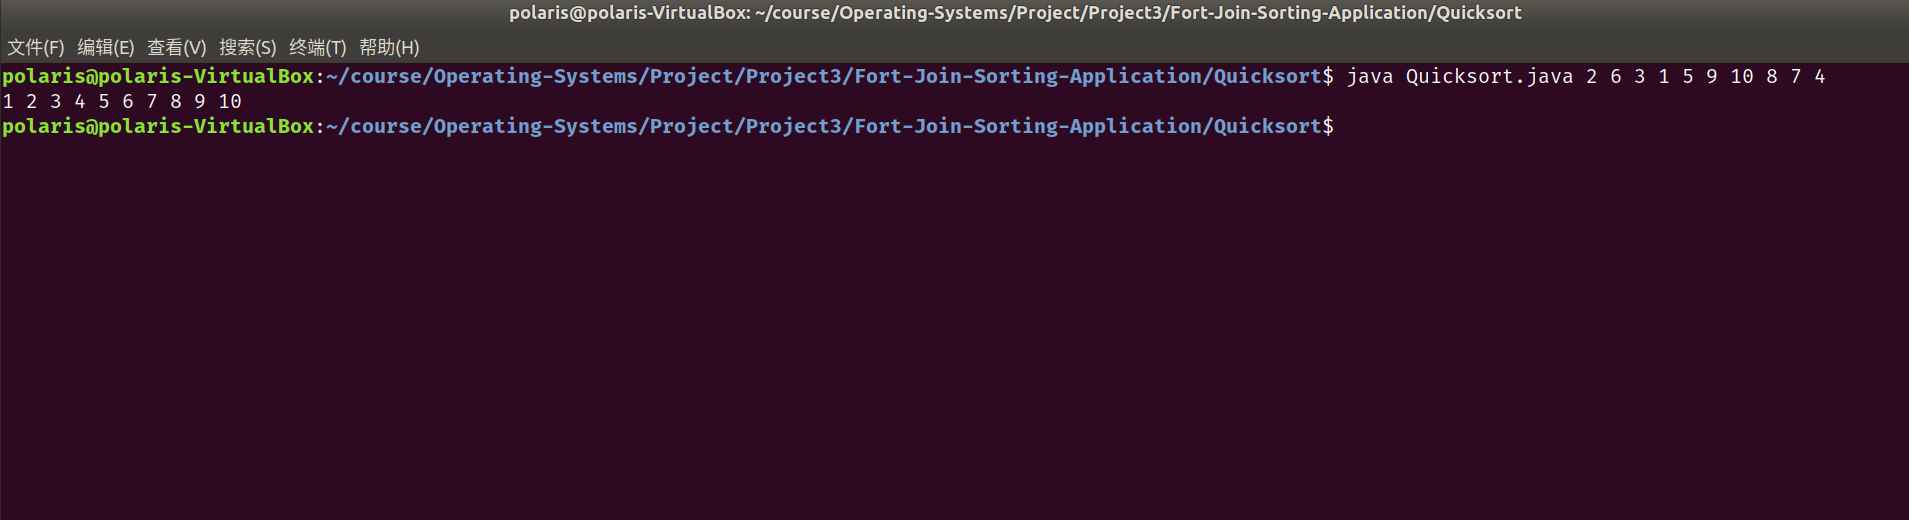 polaris@polaris-VirtualBox: ~/course/Operating-Systems/Project/Project3/Fort-Join-Sorting-Application/Quicksort
文件(F) 编辑(E) 查看(V) 搜索(S) 终端(T) 帮助(H)
polaris@polaris-VirtualBox:~/course/Operating-Systems/Project/Project3/Fort-Join-Sorting-Application/Quicksort$ java Quicksort.java 2 6 3 1 5 9 10 8 7 4
1 2 3 4 5 6 7 8 9 10
polaris@polaris-VirtualBox:~/course/Operating-Systems/Project/Project3/Fort-Join-Sorting-Application/Quicksort$